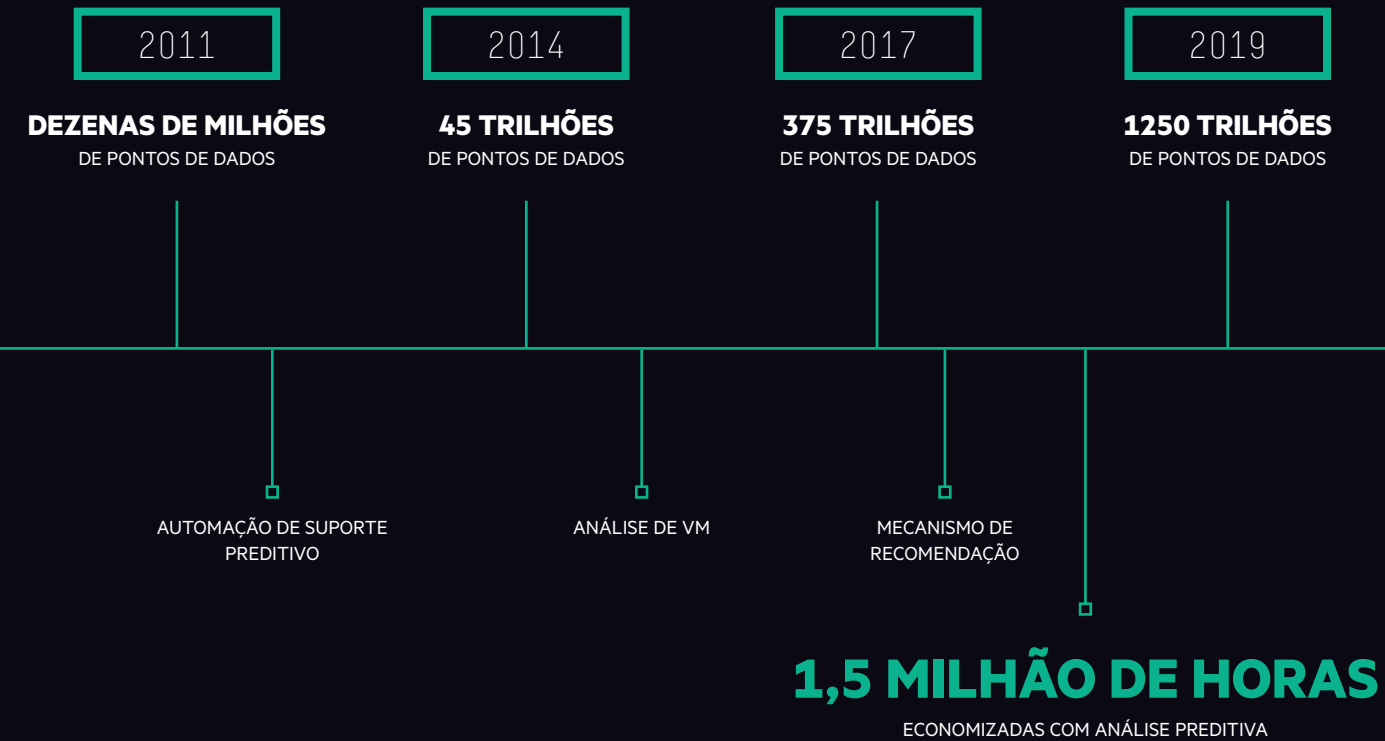 2011
DEZENAS DE MILHÕES
DE PONTOS DE DADOS
2014
45 TRILHÕES
DE PONTOS DE DADOS
2017
375 TRILHÕES
DE PONTOS DE DADOS
2019
1250 TRILHÕES
DE PONTOS DE DADOS
AUTOMAÇÃO DE SUPORTE
PREDITIVO
ANÁLISE DE VM
MECANISMO DE
RECOMENDAÇÃO
1,5 MILHÃO DE HORAS
ECONOMIZADAS COM ANÁLISE PREDITIVA